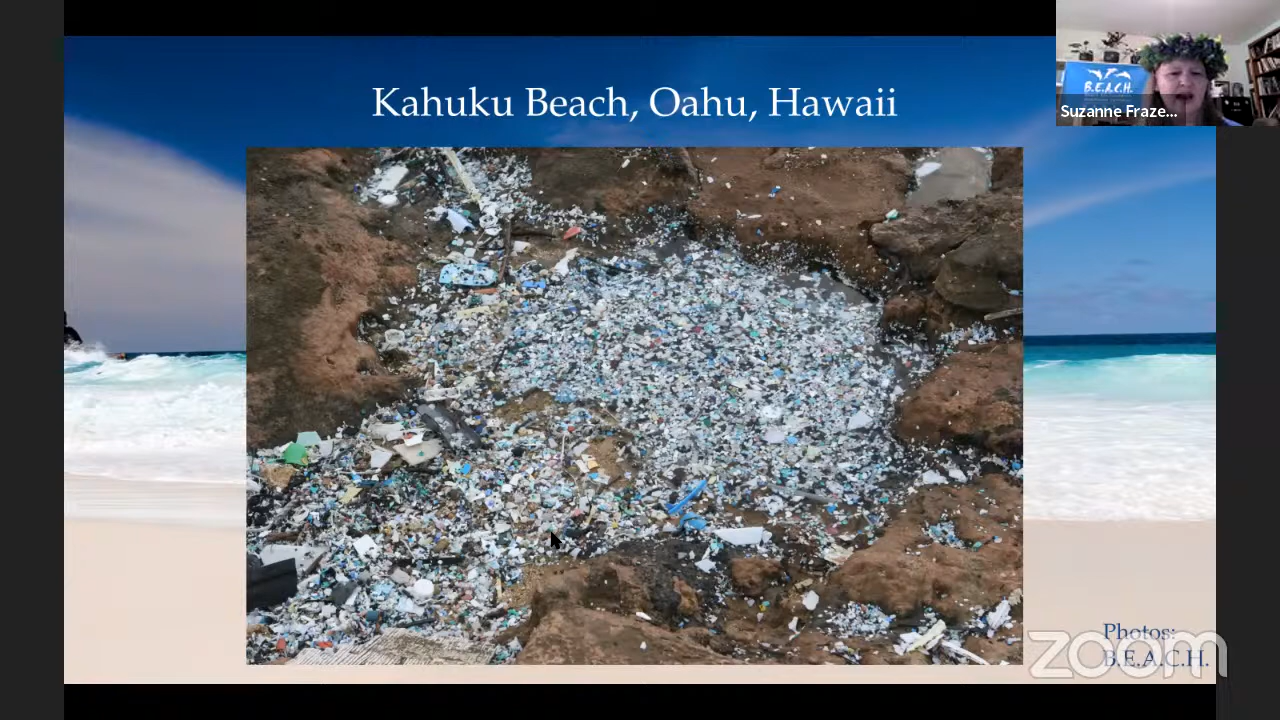 Kahuku Beach, Oahu, Hawaii
B.E.A.C.H.
Suzanne Fraze...
Photos:
B.E.A.C.H.
zoom